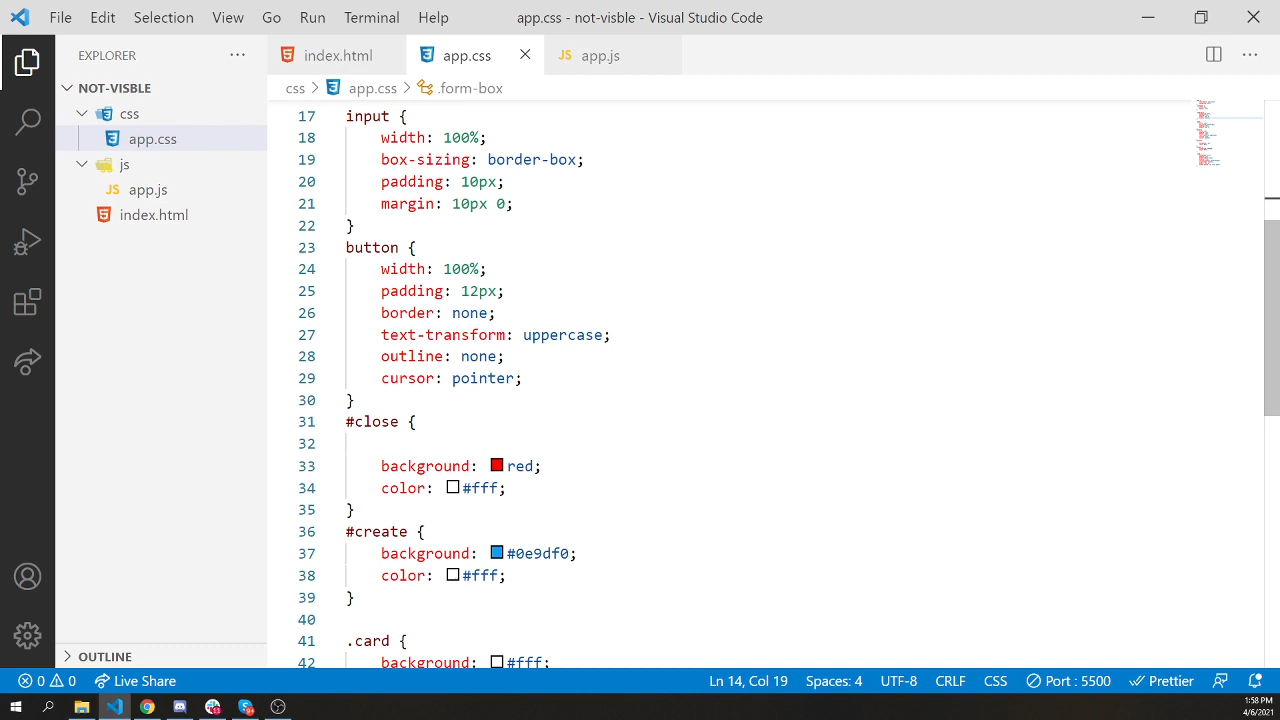 File Edit Selection View Go Run Terminal Help app.css - not-visble - Visual Studio Code
EXPLORER
NOT-VISBLE
css
app.css
js
JS app.js
index.html
OUTLINE
index.html app.css JS app.js
css > app.css > .form-box
17 input {
18 width: 100%;
19 box-sizing: border-box;
20 padding: 10px;
21 margin: 10px 0;
22 }
23 button {
24 width: 100%;
25 padding: 12px;
26 border: none;
27 text-transform: uppercase;
28 outline: none;
29 cursor: pointer;
30 }
31 #close {
32
33 background: red;
34 color: #fff;
35 }
36 #create {
37 background: #0e9df0;
38 color: #fff;
39 }
40
41 .card {
42 background: #fff;
0 0 Live Share Ln 14, Col 19 Spaces: 4 UTF-8 CRLF CSS Port : 5500 Prettier
1:58 PM
4/6/2021